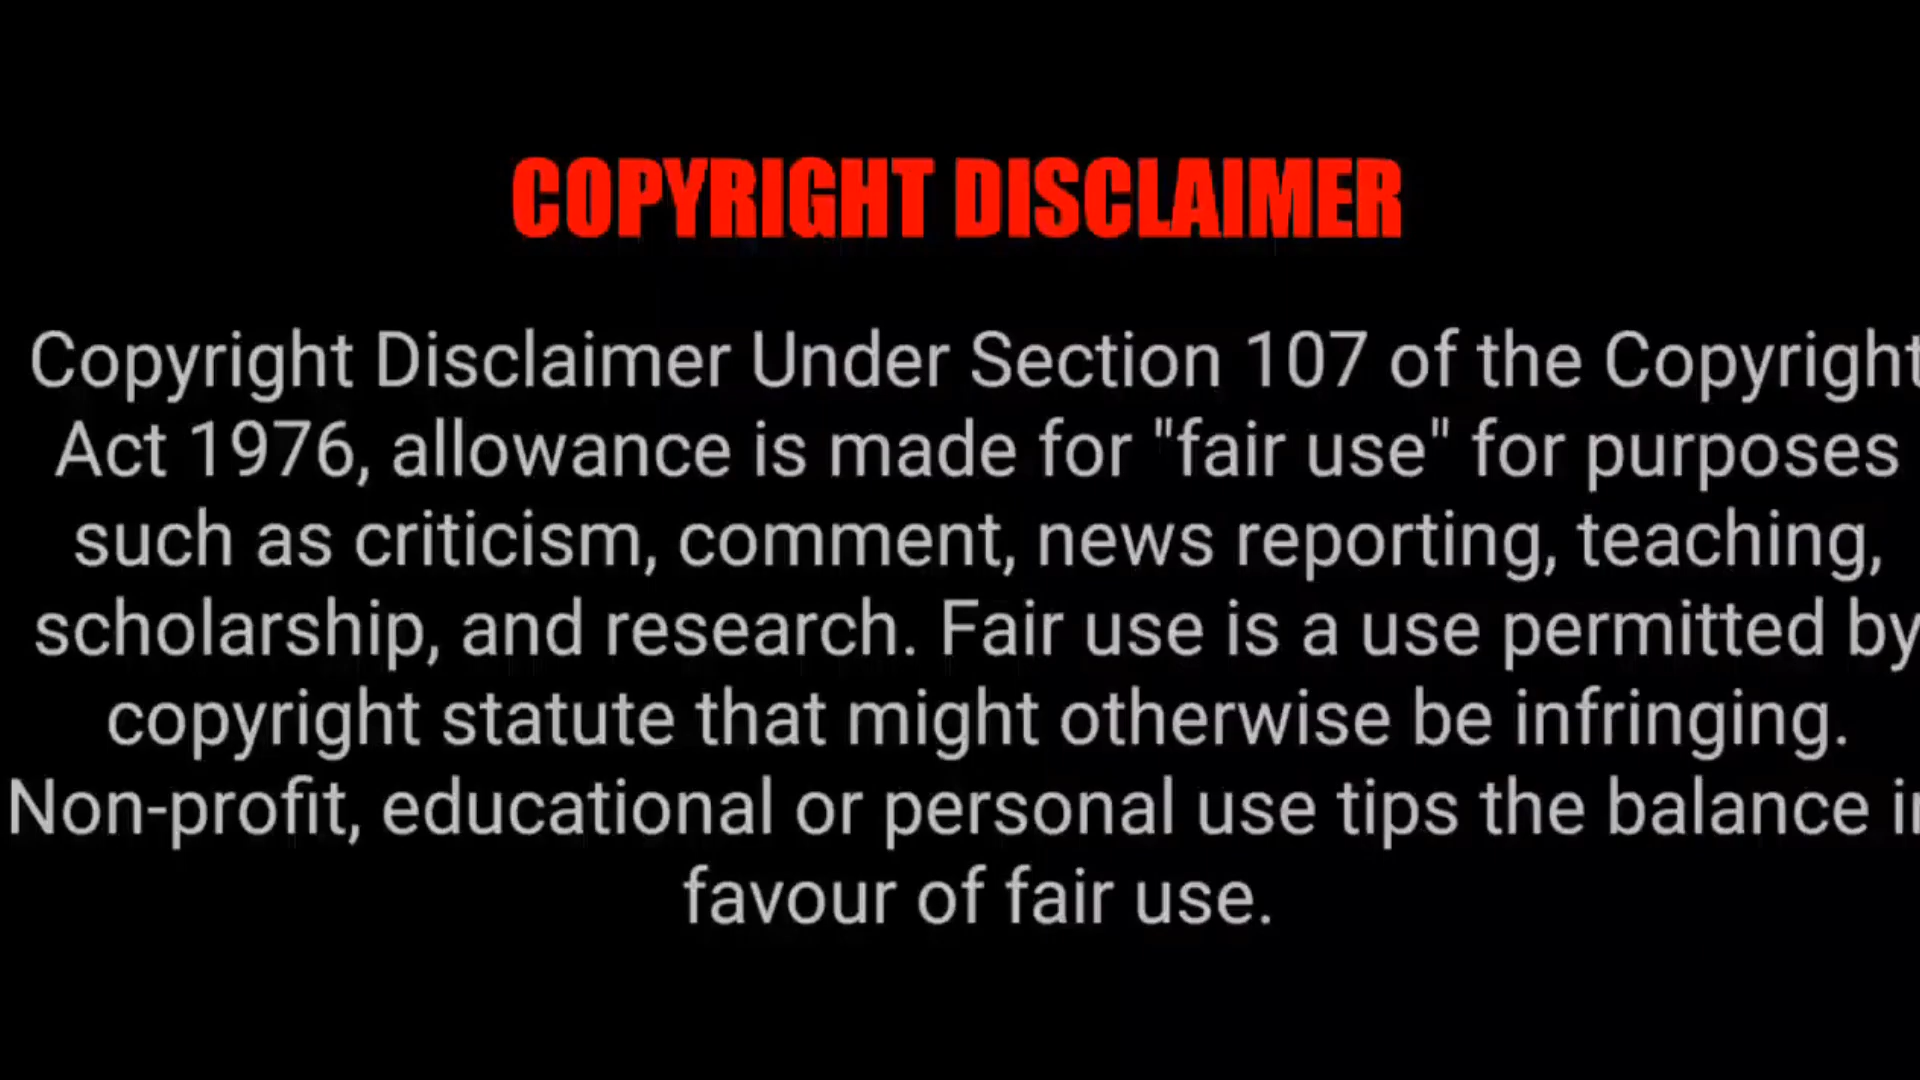 COPYRIGHT DISCLAIMER
Copyright Disclaimer Under Section 107 of the Copyright
Act 1976, allowance is made for "fair use" for purposes
such as criticism, comment, news reporting, teaching,
scholarship, and research. Fair use is a use permitted by
copyright statute that might otherwise be infringing.
Non-profit, educational or personal use tips the balance in
favour of fair use.